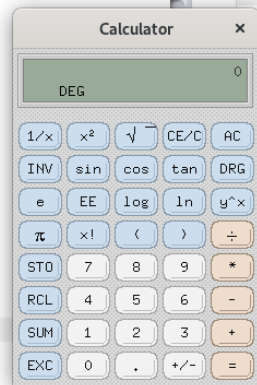 Calculator ×
0
DEG
1/x x² √ CE/C AC
INV sin cos tan DRG
e EE log ln y^x
π x! ( ) ÷
STO 7 8 9 *
RCL 4 5 6 -
SUM 1 2 3 +
EXC 0 . +/- =